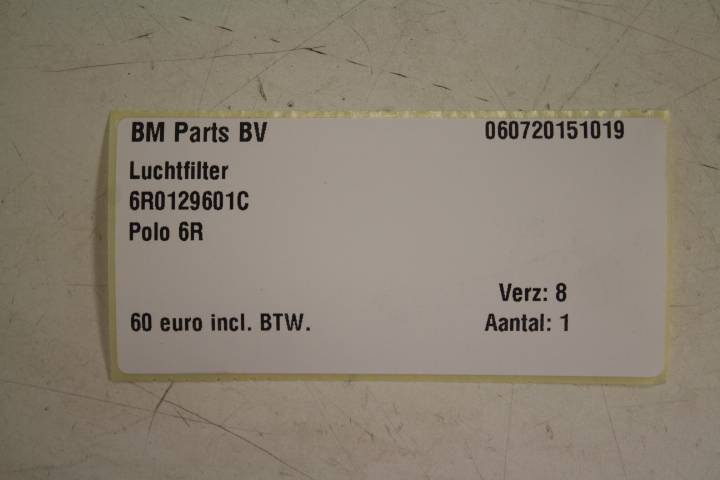 BM Parts BV 060720151019
Luchtfilter
6R0129601C
Polo 6R
Verz: 8
60 euro incl. BTW. Aantal: 1